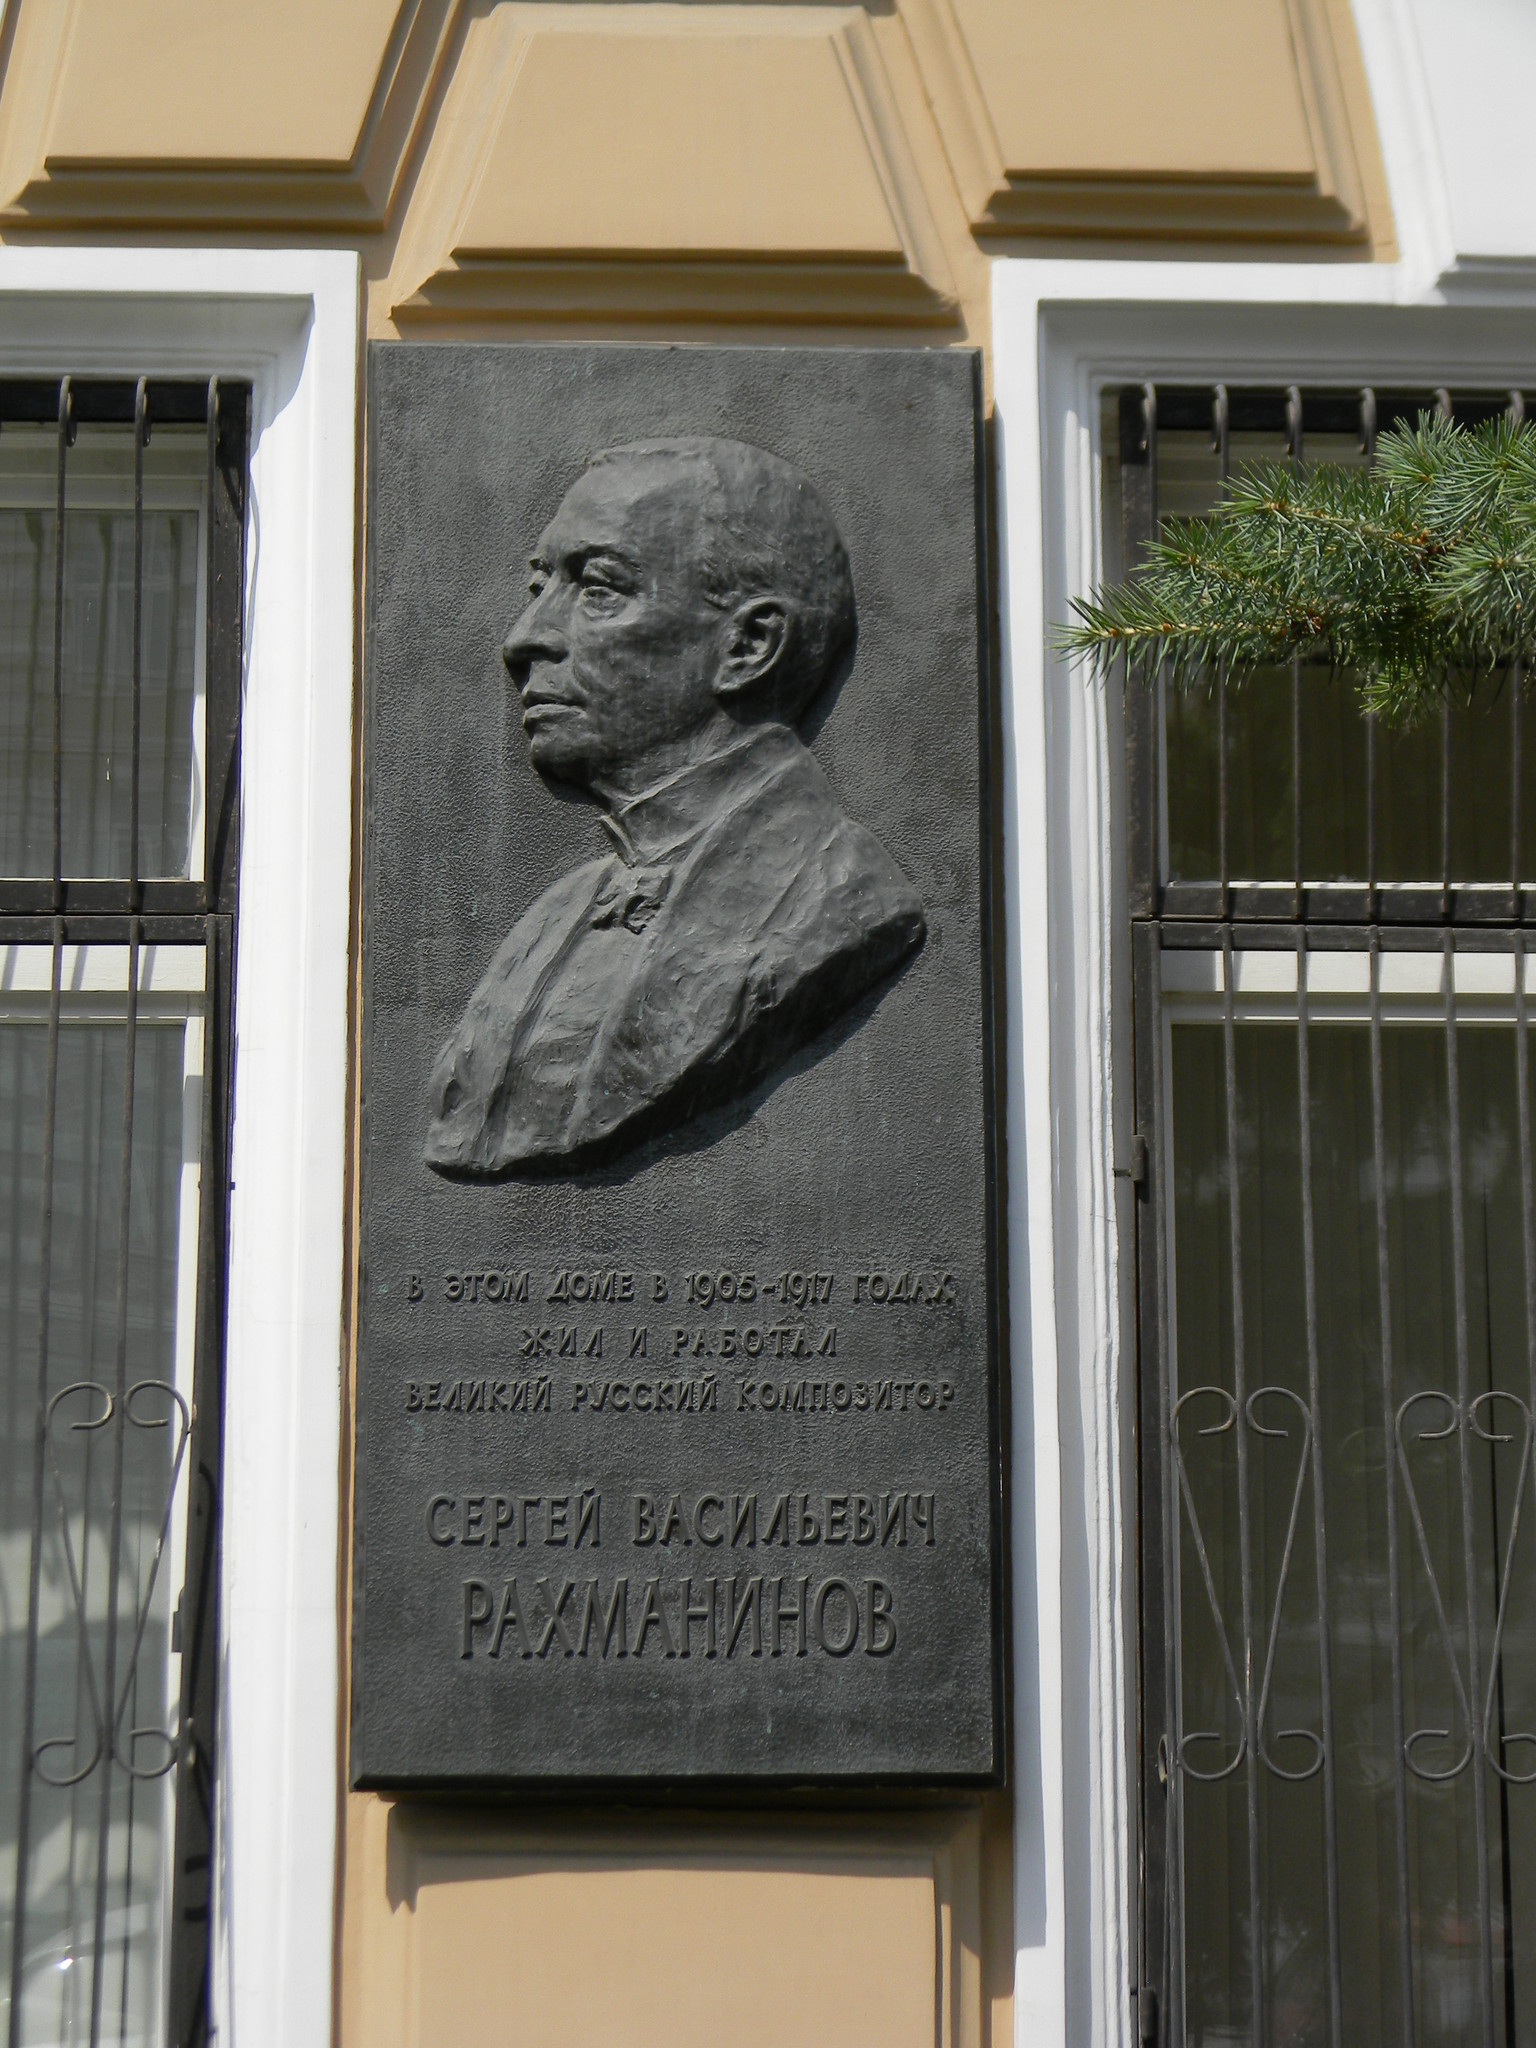 В ЭТОМ ДОМЕ В 1905-1917 ГОДАХ
ЖИЛ И РАБОТАЛ
ВЕЛИКИЙ РУССКИЙ КОМПОЗИТОР
СЕРГЕЙ ВАСИЛЬЕВИЧ
РАХМАНИНОВ